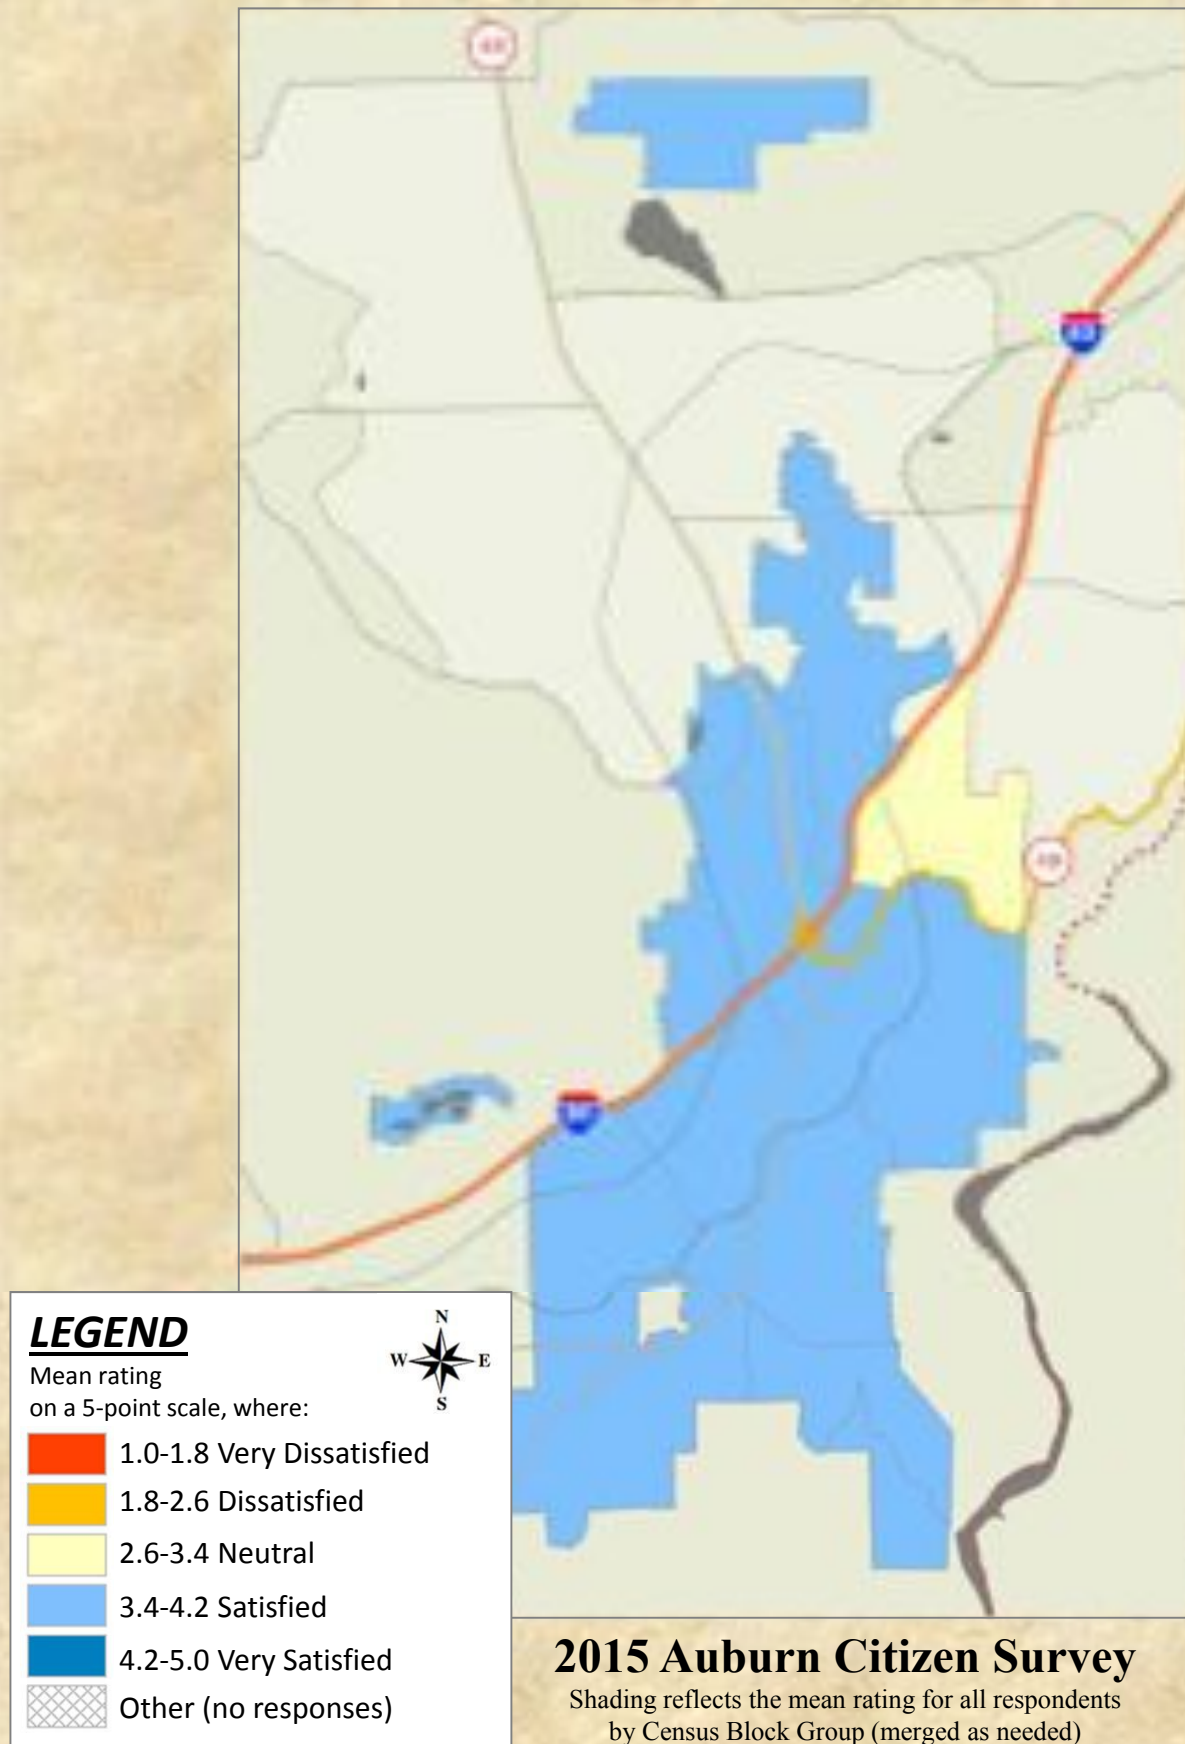 LEGEND
Mean rating
on a 5-point scale, where:
1.0-1.8 Very Dissatisfied
1.8-2.6 Dissatisfied
2.6-3.4 Neutral
3.4-4.2 Satisfied
4.2-5.0 Very Satisfied
Other (no responses)
N
W E
S
2015 Auburn Citizen Survey
Shading reflects the mean rating for all respondents
by Census Block Group (merged as needed)